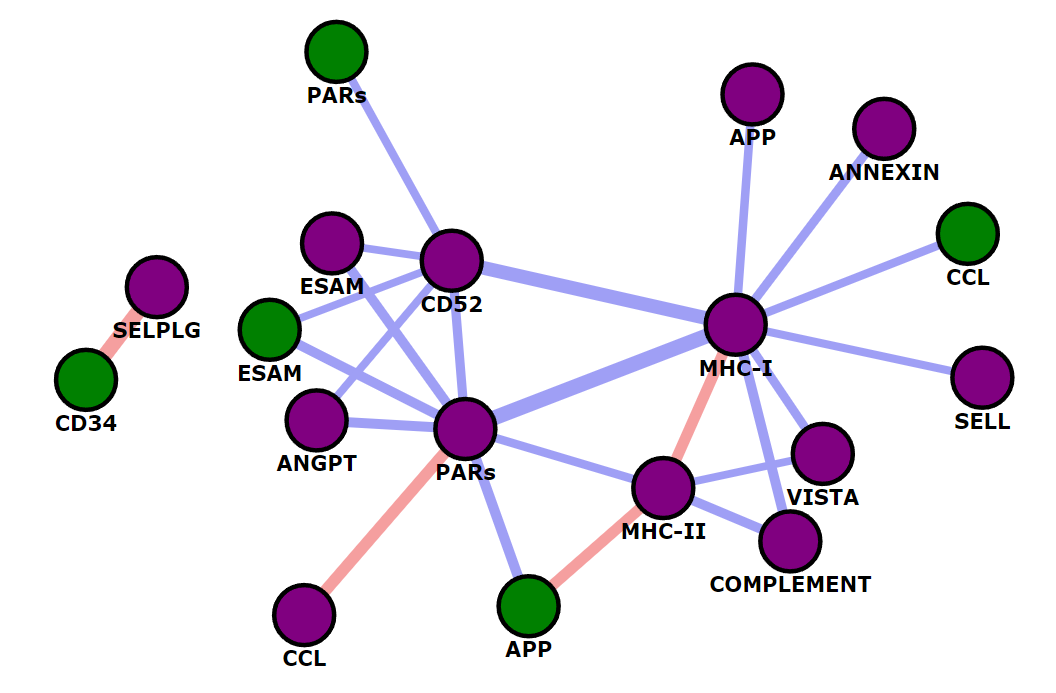 PARs
APP
ANNEXIN
CCL
ESAM
CD52
SELPLG
MHC-I
ESAM
CD34
SELL
ANGPT
PARs
VISTA
MHC-II
COMPLEMENT
APP
CCL